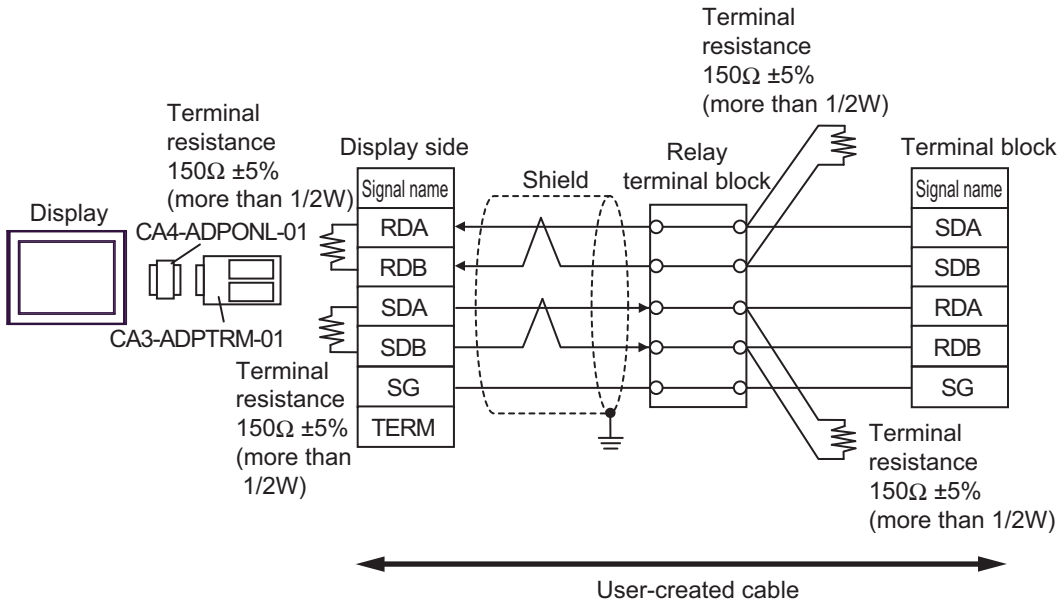 Terminal
resistance
150Ω ±5%
(more than 1/2W)
Terminal
resistance
150Ω ±5%
(more than 1/2W)
Display side
Relay
terminal block
Terminal block
Signal name
Shield
Signal name
Display
CA4-ADPONL-01
RDA
SDA
RDB
SDB
SDA
RDA
CA3-ADPTRM-01
SDB
RDB
Terminal
resistance
150Ω ±5%
(more than
1/2W)
SG
SG
TERM
Terminal
resistance
150Ω ±5%
(more than 1/2W)
User-created cable